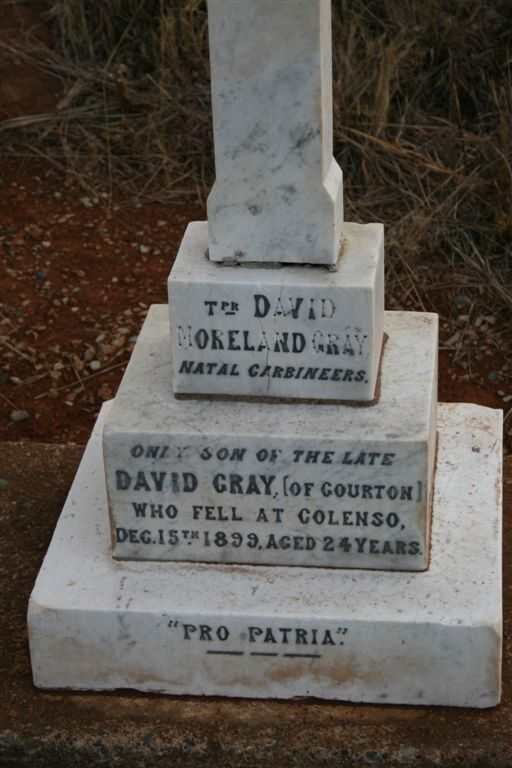 TPR DAVID
MORELAND GRAY
NATAL CARBINEERS.
ONLY SON OF THE LATE
DAVID GRAY, [OF GOURTON]
WHO FELL AT COLENSO,
DEC. 15TH 1899, AGED 24 YEARS.
"PRO PATRIA".